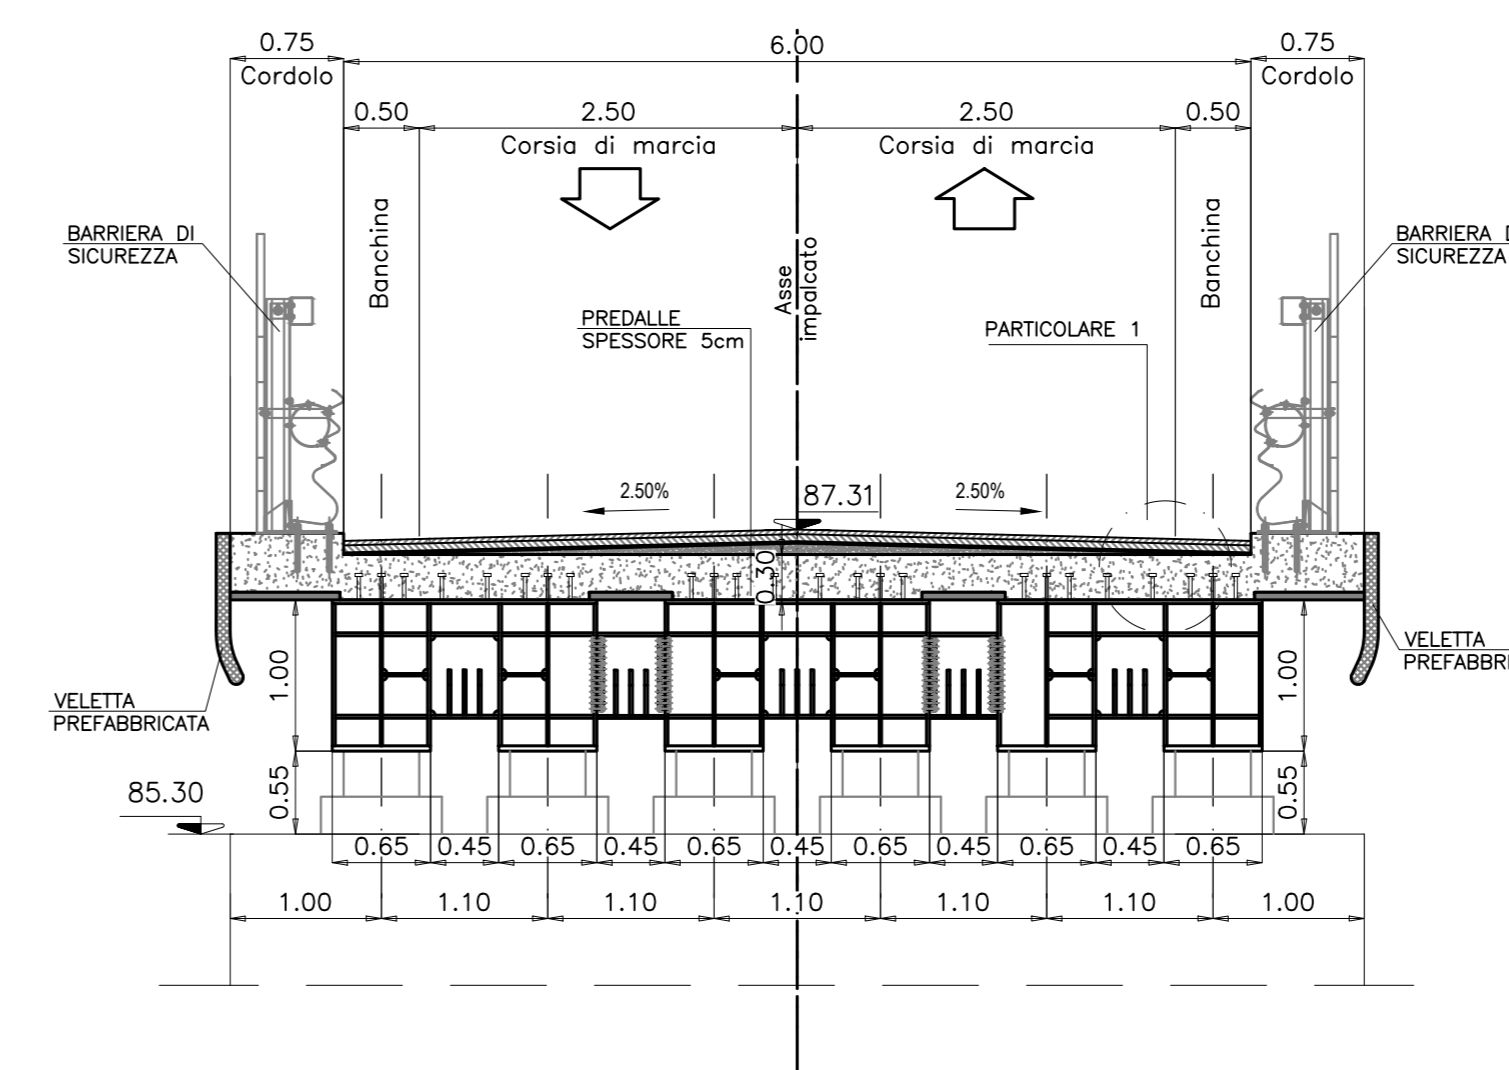 0.75
6.00
0.75
Cordolo
Cordolo
0.50
2.50
2.50
0.50
Corsia di marcia
Corsia di marcia
Banchina
Banchina
BARRIERA DI
SICUREZZA
BARRIERA D
SICUREZZA
Asse
impalcato
PREDALLE
SPESSORE 5cm
PARTICOLARE 1
2.50%
87.31
2.50%
0.30
1.00
1.00
VELETTA
PREFABBRICATA
VELETTA
PREFABBRI
85.30
0.55
0.55
0.65
0.45
0.65
0.45
0.65
0.45
0.65
0.45
0.65
0.45
0.65
1.00
1.10
1.10
1.10
1.10
1.10
1.00